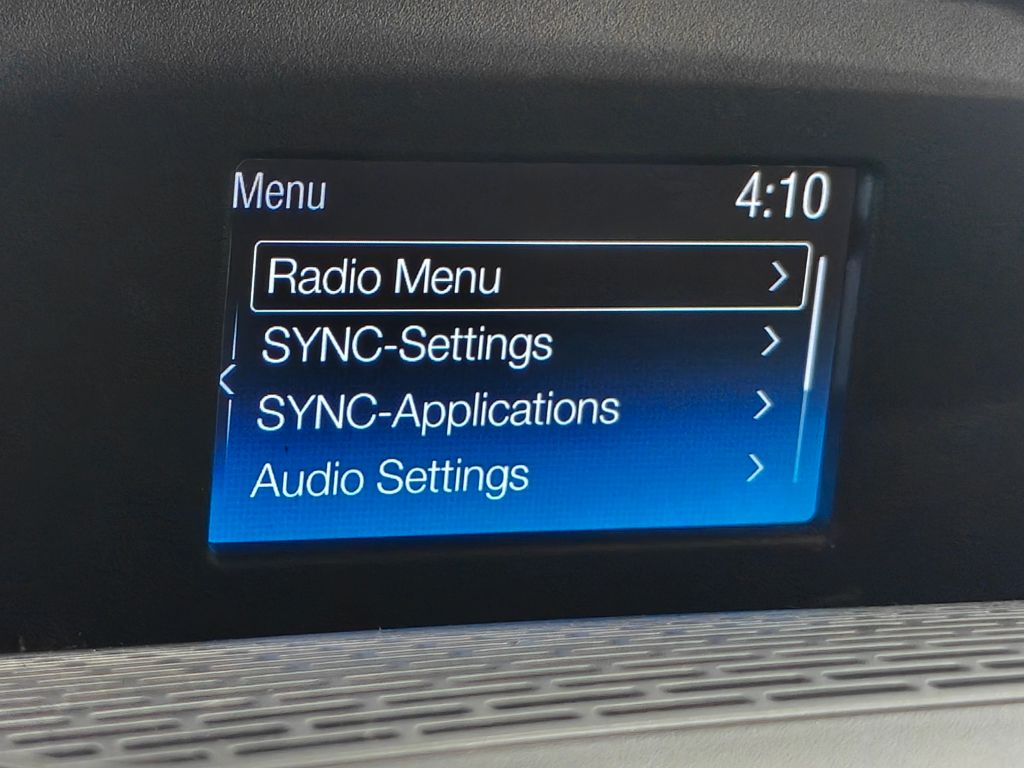 Menu 4:10
Radio Menu
SYNC-Settings
SYNC-Applications
Audio Settings